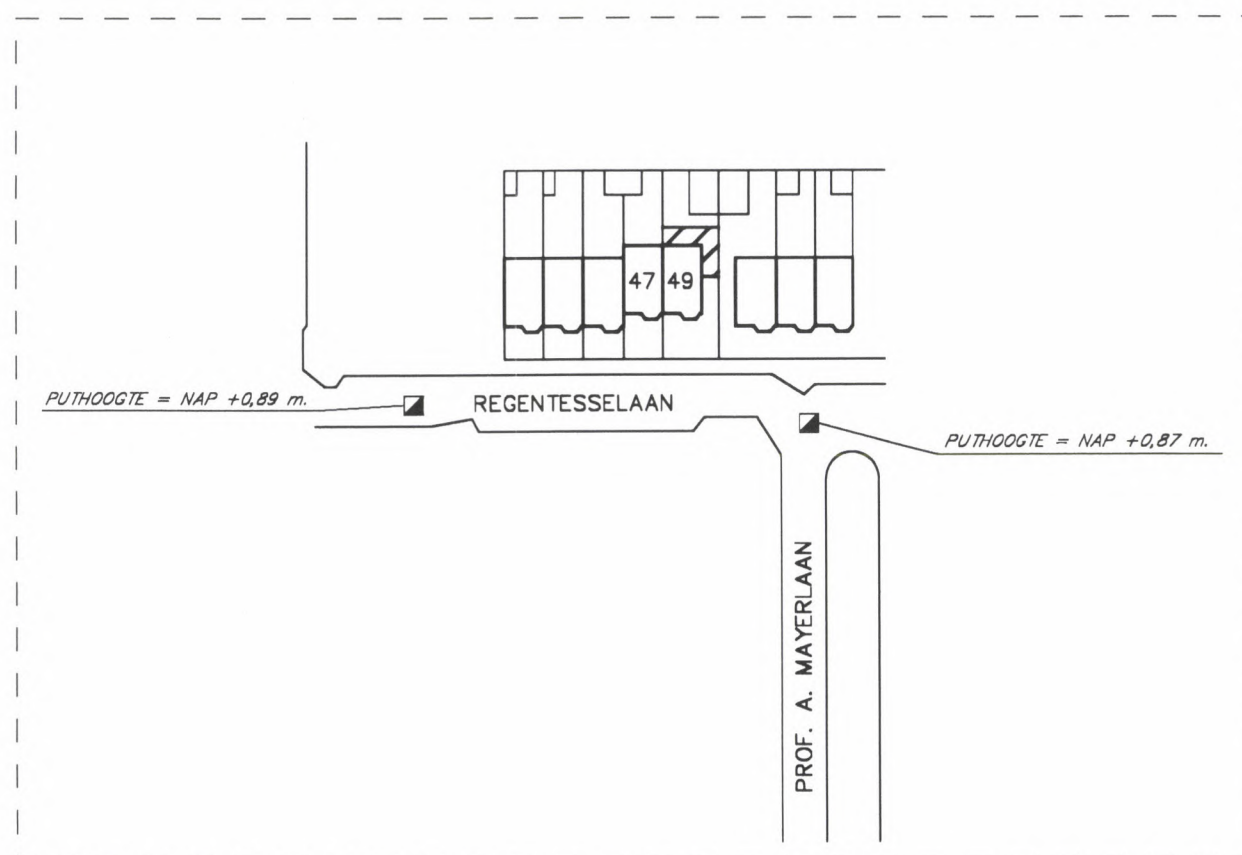 47 49
PUTHOOGTE = NAP +0,89 m.
REGENTESSELAAN
PUTHOOGTE = NAP +0,87 m.
PROF. A. MAYERLAAN